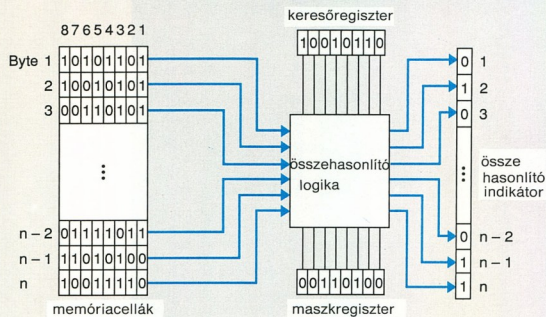 keresőregiszter
87654321
10010110
Byte 1 10101101 0 1
2 10010101 1 2
3 00110101 0 3
összehasonlító
logika
össze
hasonlító
indikátor
n – 2 01111011 0 n – 2
n – 1 11010100 1 n – 1
n 10011110 1 n
00110100
memóriacellák
maszkregiszter